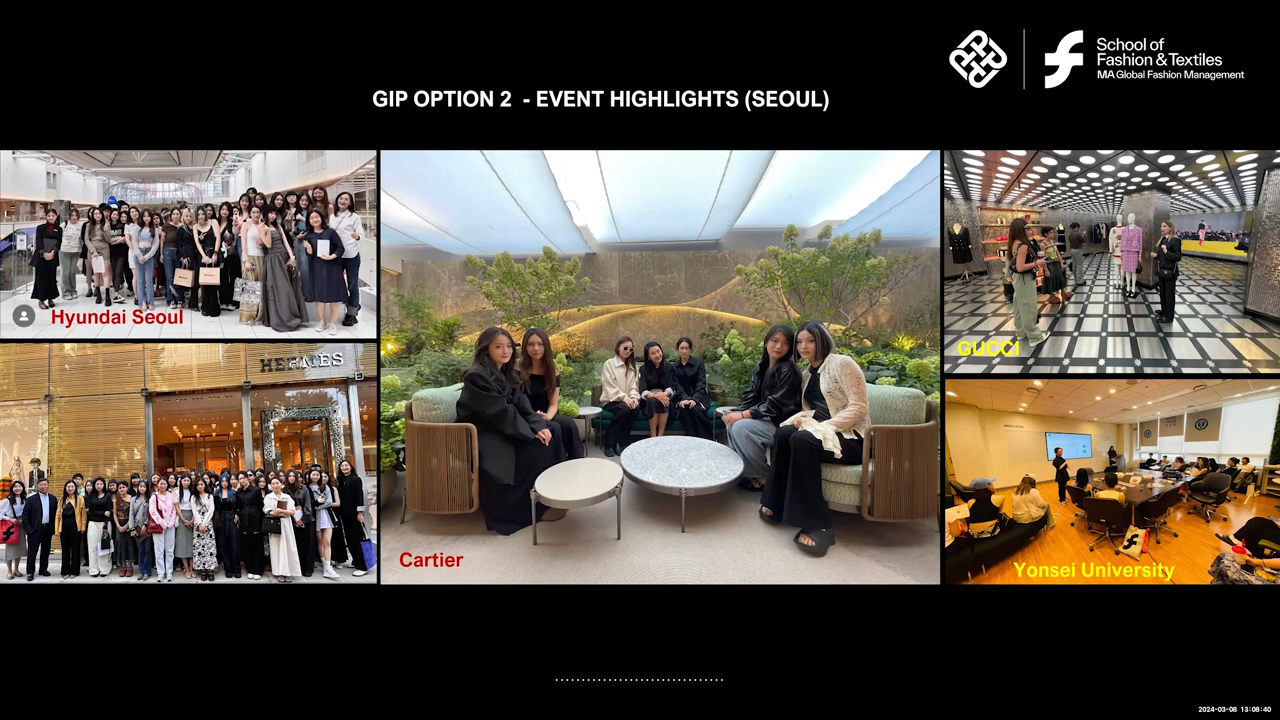 School of
Fashion & Textiles
MA Global Fashion Management
GIP OPTION 2 - EVENT HIGHLIGHTS (SEOUL)
Hyundai Seoul
HERMES
Cartier
GUCCI
Yonsei University
2024-03-08 13:08:40